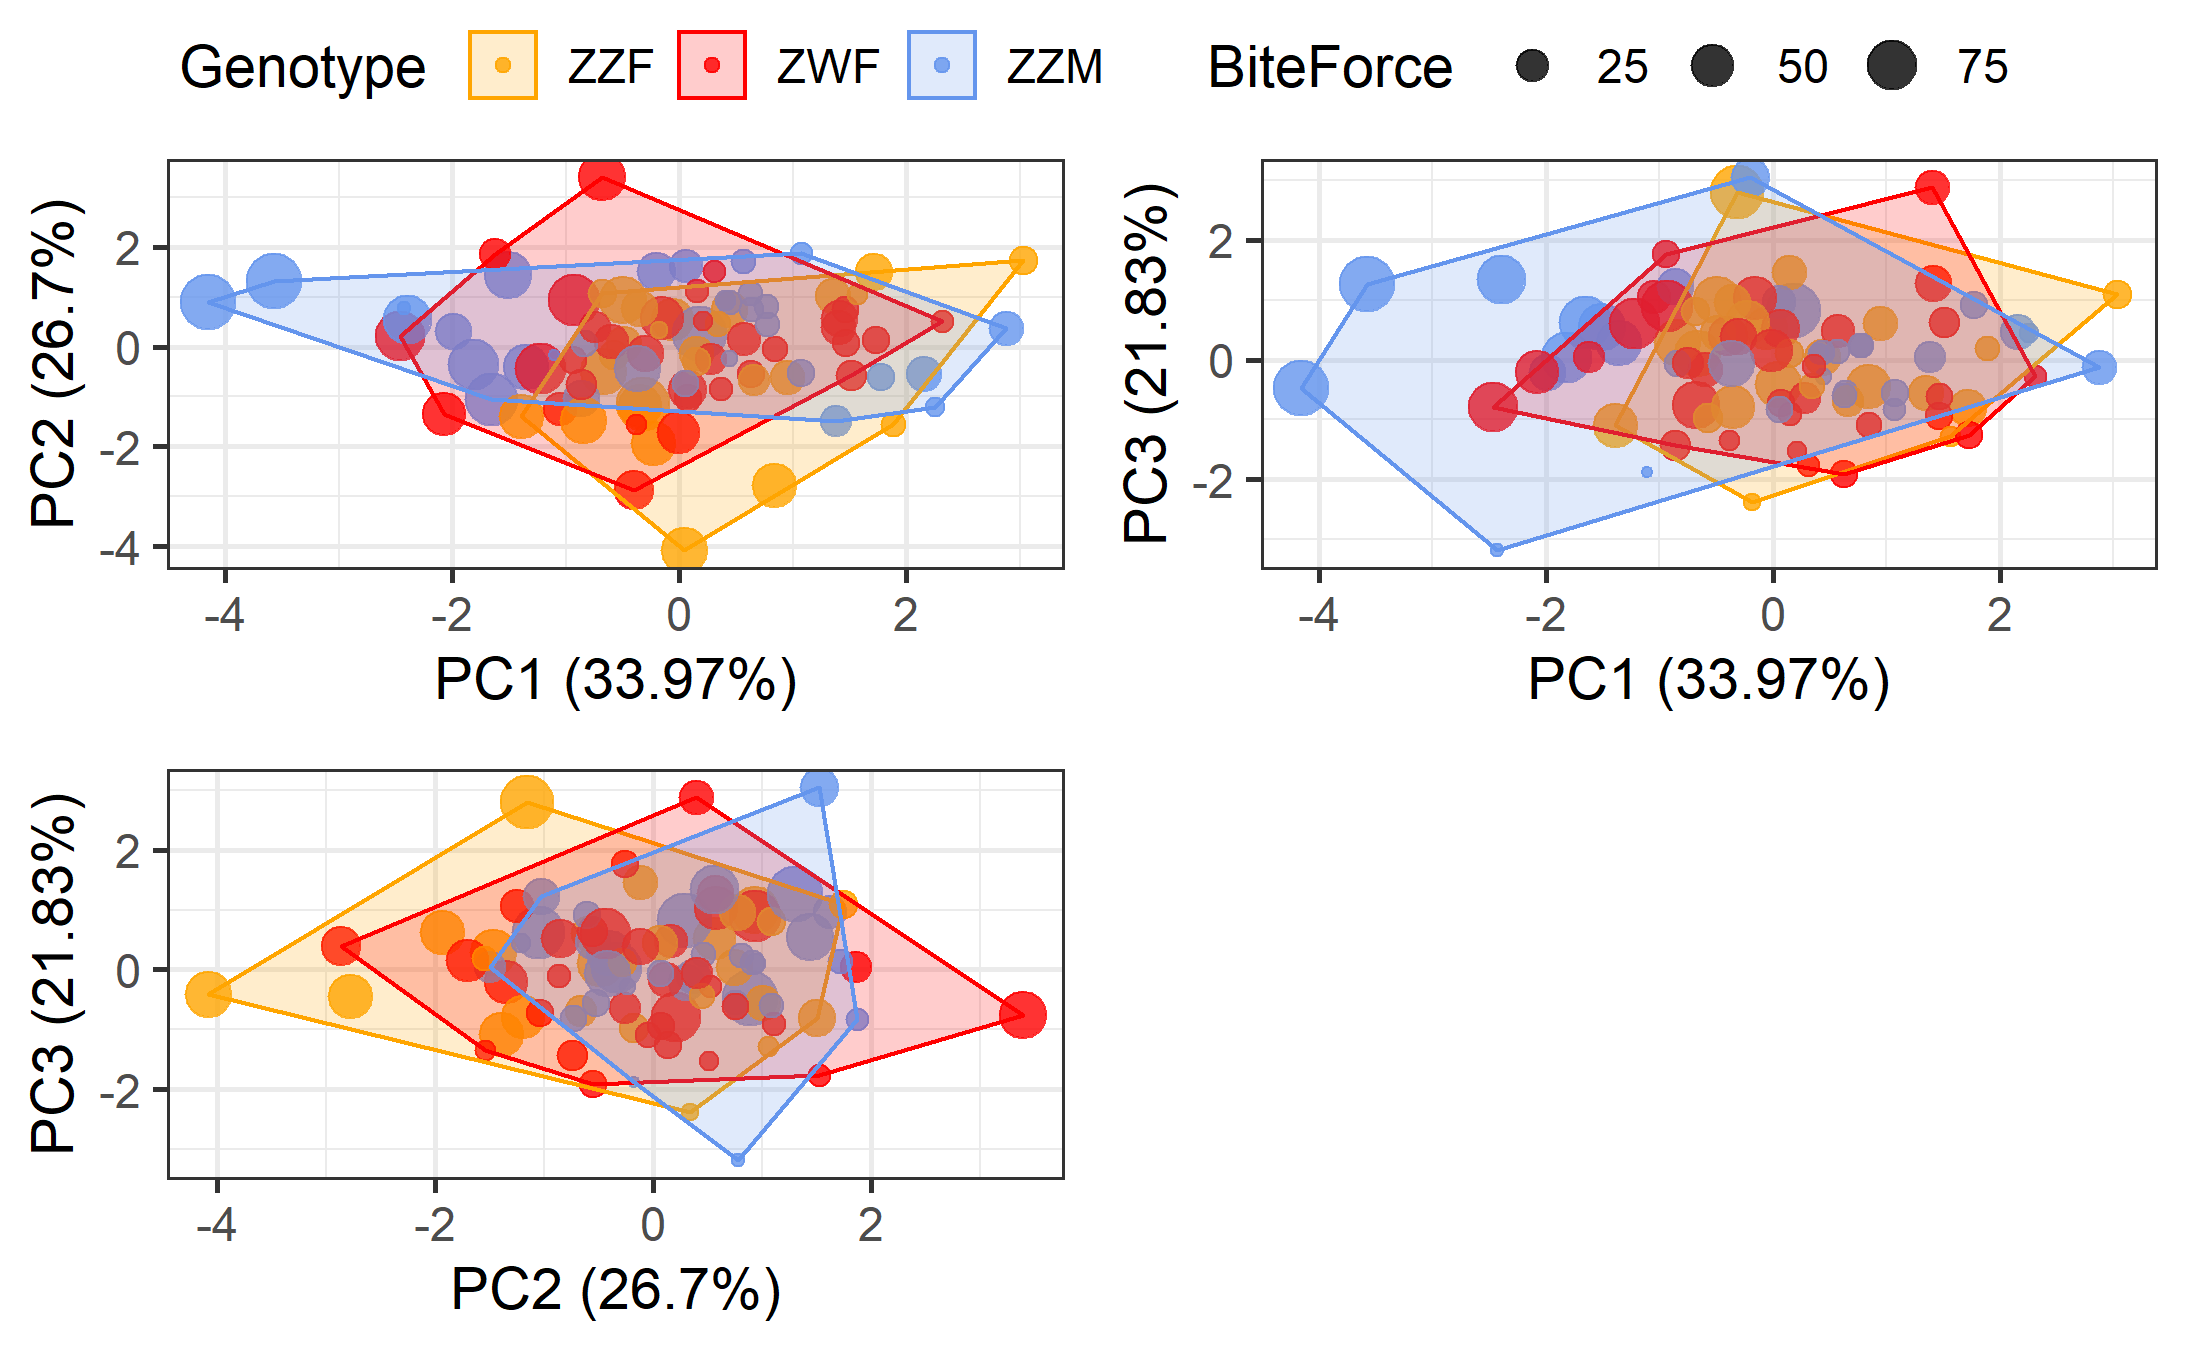 Genotype ZZF ZWF ZZM BiteForce 25 50 75
PC2 (26.7%)
2
0
-2
-4
-4 -2 0 2
PC1 (33.97%)
PC3 (21.83%)
2
0
-2
-4 -2 0 2
PC1 (33.97%)
PC3 (21.83%)
2
0
-2
-4 -2 0 2
PC2 (26.7%)